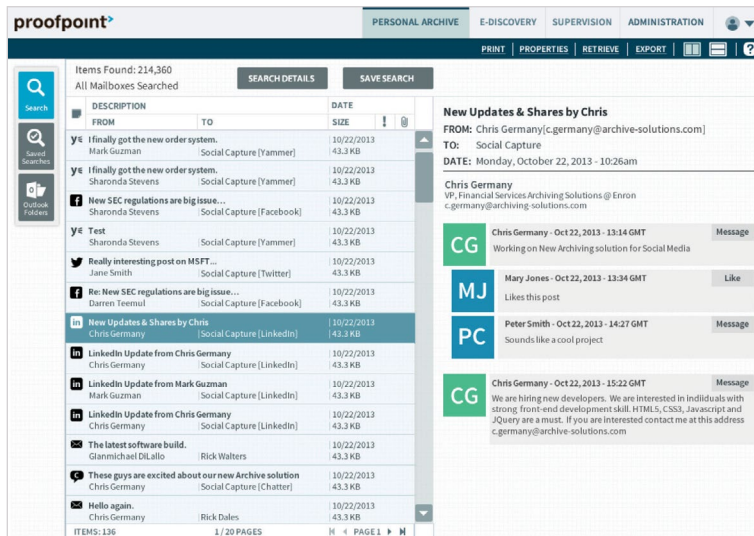 proofpoint
PERSONAL ARCHIVE E-DISCOVERY SUPERVISION ADMINISTRATION
PRINT | PROPERTIES | RETRIEVE | EXPORT | ?
Search
Saved Searches
Outlook Folders
Items Found: 214,360
All Mailboxes Searched
SEARCH DETAILS SAVE SEARCH
DESCRIPTION DATE
FROM TO SIZE !
I finally got the new order system. 10/22/2013
Mark Guzman Social Capture [Yammer] 43.3 KB
I finally got the new order system. 10/22/2013
Sharonda Stevens Social Capture [Yammer] 43.3 KB
New SEC regulations are big issue... 10/22/2013
Sharonda Stevens Social Capture [Facebook] 43.3 KB
Test 10/22/2013
Sharonda Stevens Social Capture [Yammer] 43.3 KB
Really interesting post on MSFT... 10/22/2013
Jane Smith Social Capture [Twitter] 43.3 KB
Re: New SEC regulations are big issue... 10/22/2013
Darren Teemul Social Capture [Facebook] 43.3 KB
New Updates & Shares by Chris 10/22/2013
Chris Germany Social Capture [LinkedIn] 43.3 KB
LinkedIn Update from Chris Germany 10/22/2013
Chris Germany Social Capture [LinkedIn] 43.3 KB
LinkedIn Update from Mark Guzman 10/22/2013
Mark Guzman Social Capture [LinkedIn] 43.3 KB
LinkedIn Update from Chris Germany 10/22/2013
Chris Germany Social Capture [LinkedIn] 43.3 KB
The latest software build. 10/22/2013
Gianmichael DiLallo Rick Walters 43.3 KB
These guys are excited about our new Archive solution 10/22/2013
Chris Germany Social Capture [Chatter] 43.3 KB
Hello again. 10/22/2013
Chris Germany Rick Dales 43.3 KB
ITEMS: 136 1 / 20 PAGES PAGE 1
New Updates & Shares by Chris
FROM: Chris Germany[c.germany@archive-solutions.com]
TO: Social Capture
DATE: Monday, October 22, 2013 - 10:26am
Chris Germany
VP, Financial Services Archiving Solutions @ Enron
c.germany@archiving-solutions.com
CG
Chris Germany - Oct 22, 2013 - 13:14 GMT Message
Working on New Archiving solution for Social Media
MJ
Mary Jones - Oct 22, 2013 - 13:34 GMT Like
Likes this post
PC
Peter Smith - Oct 22, 2013 - 14:27 GMT Message
Sounds like a cool project
CG
Chris Germany - Oct 22, 2013 - 15:22 GMT Message
We are hiring new developers. We are interested in indiiduals with
strong front-end development skill. HTML5, CSS3, Javascript and
JQuery are a must. If you are interested contact me at this address
c.germany@archive-solutions.com